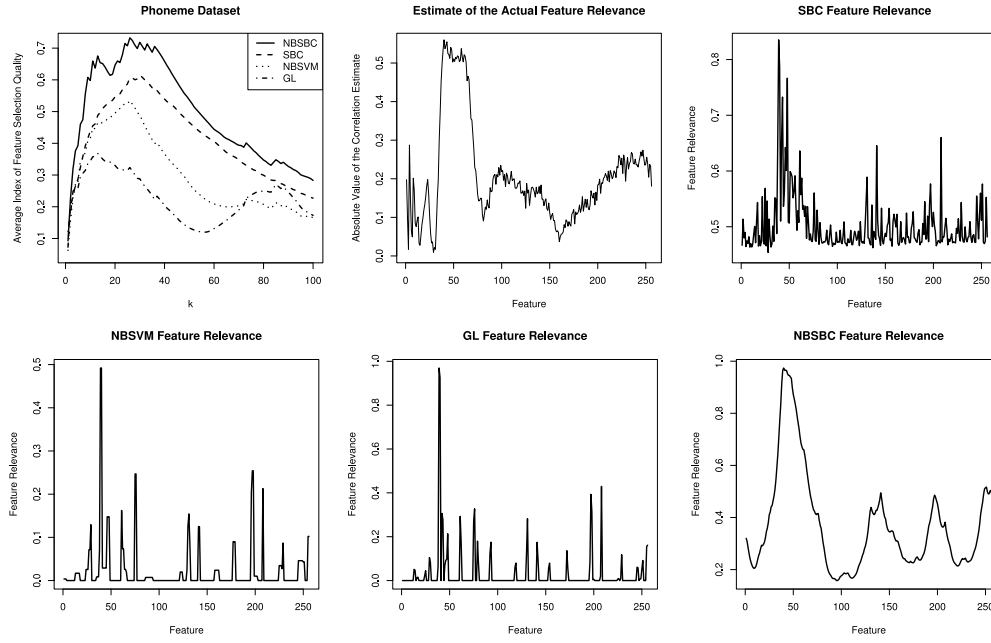 Phoneme Dataset
Average Index of Feature Selection Quality
0.1 0.2 0.3 0.4 0.5 0.6 0.7
NBSBC
SBC
NBSVM
GL
0 20 40 60 80 100
k
Estimate of the Actual Feature Relevance
Absolute Value of the Correlation Estimate
0.0 0.1 0.2 0.3 0.4 0.5
0 50 100 150 200 250
Feature
SBC Feature Relevance
Feature Relevance
0.5 0.6 0.7 0.8
0 50 100 150 200 250
Feature
NBSVM Feature Relevance
Feature Relevance
0.0 0.1 0.2 0.3 0.4 0.5
0 50 100 150 200 250
Feature
GL Feature Relevance
Feature Relevance
0.0 0.2 0.4 0.6 0.8 1.0
0 50 100 150 200 250
Feature
NBSBC Feature Relevance
Feature Relevance
0.2 0.4 0.6 0.8 1.0
0 50 100 150 200 250
Feature